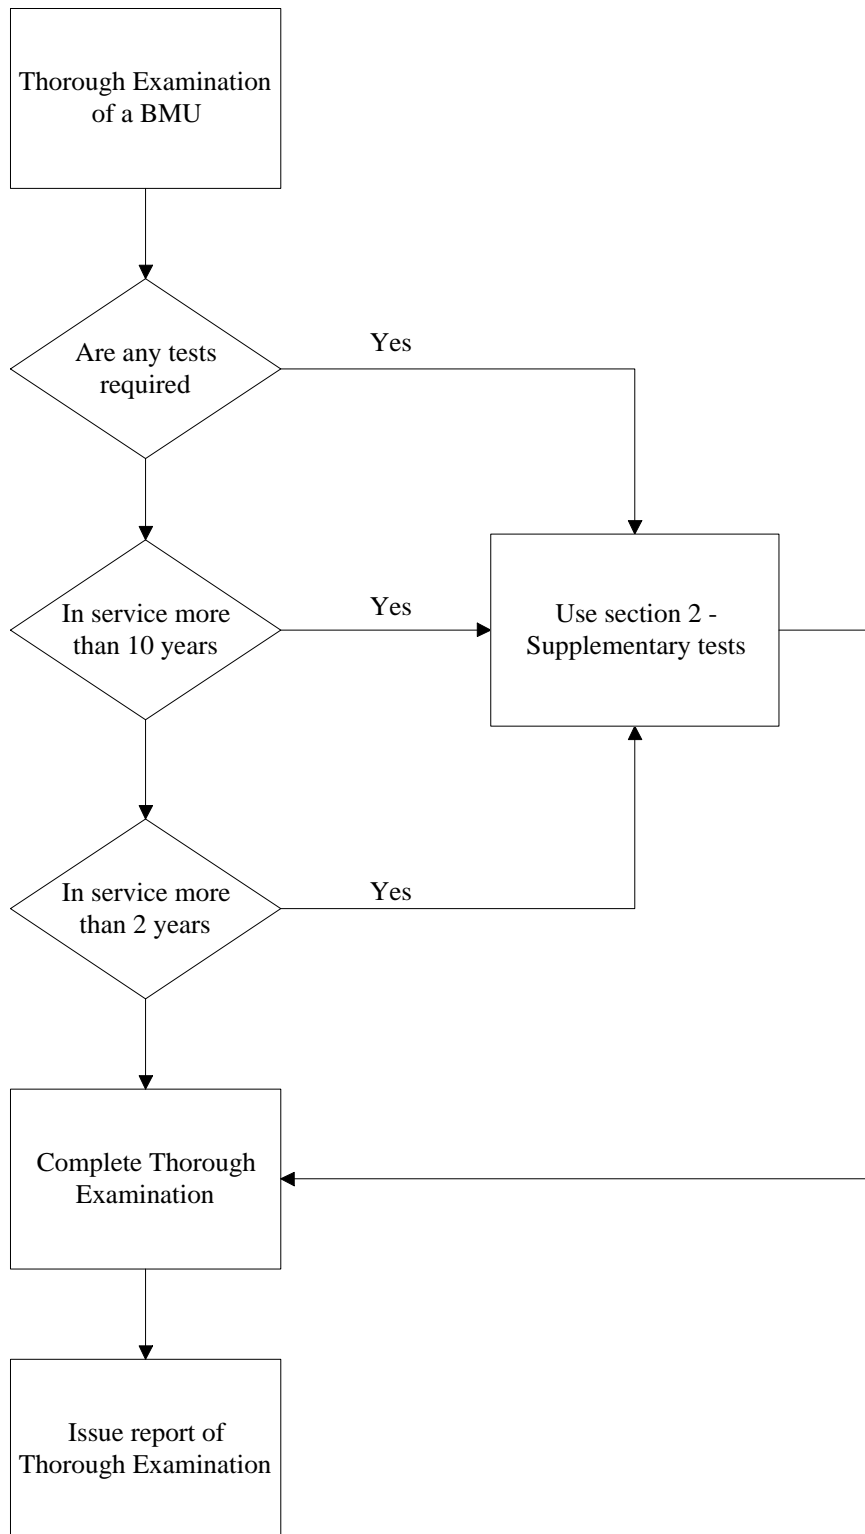 Thorough Examination
of a BMU
Are any tests
required
Yes
In service more
than 10 years
Yes
Use section 2 -
Supplementary tests
In service more
than 2 years
Yes
Complete Thorough
Examination
Issue report of
Thorough Examination